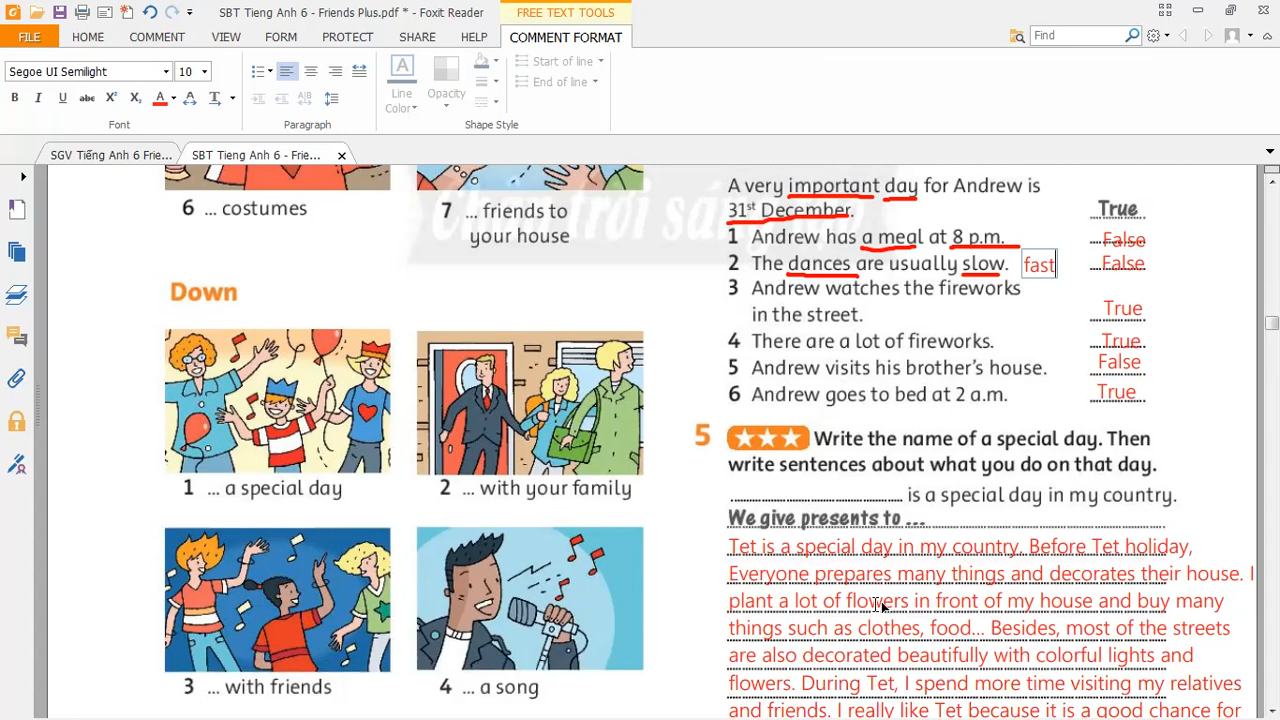 SBT Tieng Anh 6 - Friends Plus.pdf * - Foxit Reader
FREE TEXT TOOLS
FILE HOME COMMENT VIEW FORM PROTECT SHARE HELP COMMENT FORMAT
Find
Segoe UI Semilight 10
B I U abc X² X₂ A A T
Line Color
Opacity
Start of line
End of line
Font Paragraph Shape Style
SGV Tiếng Anh 6 Frie... SBT Tieng Anh 6 - Frie...
6 ... costumes
7 ... friends to
your house
Down
1 ... a special day
2 ... with your family
3 ... with friends
4 ... a song
A very important day for Andrew is
31st December. True
1 Andrew has a meal at 8 p.m. False
2 The dances are usually slow. fast False
3 Andrew watches the fireworks
in the street. True
4 There are a lot of fireworks. True
5 Andrew visits his brother's house. False
6 Andrew goes to bed at 2 a.m. True
5 Write the name of a special day. Then
write sentences about what you do on that day.
is a special day in my country.
We give presents to ...
Tet is a special day in my country. Before Tet holiday,
Everyone prepares many things and decorates their house. I
plant a lot of flowers in front of my house and buy many
things such as clothes, food... Besides, most of the streets
are also decorated beautifully with colorful lights and
flowers. During Tet, I spend more time visiting my relatives
and friends. I really like Tet because it is a good chance for